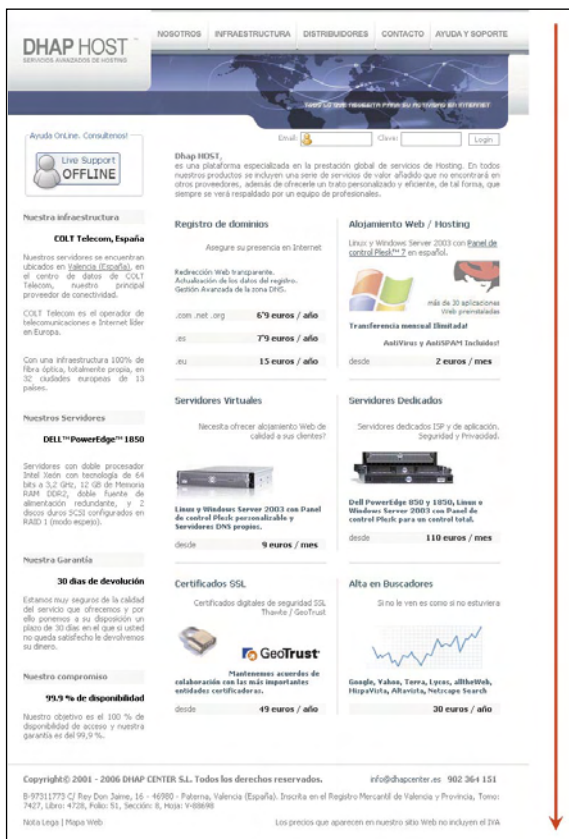 DHAP HOST™
SERVICIOS AVANZADOS DE HOSTING
NOSOTROS INFRAESTRUCTURA DISTRIBUIDORES CONTACTO AYUDA Y SOPORTE
TODO LO QUE NECESITA PARA SU ACTIVIDAD EN INTERNET
Email: Clave: Login
Ayuda OnLine. Consultenos!
Live Support
OFFLINE
Nuestra infraestructura
COLT Telecom, España
Nuestros servidores se encuentran
ubicados en Valencia (España), en
el centro de datos de COLT
Telecom, nuestro principal
proveedor de conectividad.
COLT Telecom es el operador de
telecomunicaciones e Internet líder
en Europa.
Con una infraestructura 100% de
fibra óptica, totalmente propia, en
32 ciudades europeas de 13
países.
Nuestros Servidores
DELL™ PowerEdge™ 1850
Servidores con doble procesador
Intel Xeón con tecnología de 64
bits a 3,2 GHz, 12 GB de Memoria
RAM DDR2, doble fuente de
alimentación redundante, y 2
discos duros SCSI configurados en
RAID 1 (modo espejo).
Nuestra Garantía
30 dias de devolución
Estamos muy seguros de la calidad
del servicio que ofrecemos y por
ello ponemos a su disposición un
plazo de 30 días en el que si usted
no queda satisfecho le devolvemos
su dinero.
Nuestro compromiso
99.9 % de disponibilidad
Nuestro objetivo es el 100 % de
disponibilidad de acceso y nuestra
garantía es del 99,9 %.
Dhap HOST,
es una plataforma especializada en la prestación global de servicios de Hosting. En todos
nuestros productos se incluyen una serie de servicios de valor añadido que no encontrará en
otros proveedores, además de ofrecerle un trato personalizado y eficiente, de tal forma, que
siempre se verá respaldado por un equipo de profesionales.
Registro de dominios
Asegure su presencia en Internet
Redirección Web transparente.
Actualización de los datos del registro.
Gestión Avanzada de la zona DNS.
.com .net .org 6'9 euros / año
.es 7'9 euros / año
.eu 15 euros / año
Alojamiento Web / Hosting
Linux y Windows Server 2003 con Panel de
control Plesk™ 7 en español.
más de 30 aplicaciones
Web preinstaladas
Transferencia mensual Ilimitada!
AntiVirus y AntiSPAM Incluidos!
desde 2 euros / mes
Servidores Virtuales
Necesita ofrecer alojamiento Web de
calidad a sus clientes?
Linux y Windows Server 2003 con Panel
de control Plesk personalizable y
Servidores DNS propios.
desde 9 euros / mes
Servidores Dedicados
Servidores dedicados ISP y de aplicación.
Seguridad y Privacidad.
Dell PowerEdge 850 y 1850, Linux o
Windows Server 2003 con Panel de
control Plesk para un control total.
desde 110 euros / mes
Certificados SSL
Certificados digitales de seguridad SSL
Thawte / GeoTrust
GeoTrust
Mantenemos acuerdos de
colaboración con las más importantes
entidades certificadoras.
desde 49 euros / año
Alta en Buscadores
Si no le ven es como si no estuviera
Google, Yahoo, Terra, Lycos, alltheWeb,
HispaVista, Altavista, Netscape Search
30 euros / año
Copyright© 2001 - 2006 DHAP CENTER S.L. Todos los derechos reservados. info@dhapcenter.es 902 364 151
B-97311773 C/ Rey Don Jaime, 16 - 46980 - Paterna, Valencia (España). Inscrita en el Registro Mercantil de Valencia y Provincia, Tomo:
7427, Libro: 4728, Folio: 51, Sección: 8, Hoja: V-88698
Nota Lega | Mapa Web Los precios que aparecen en nuestro sitio Web no incluyen el IVA